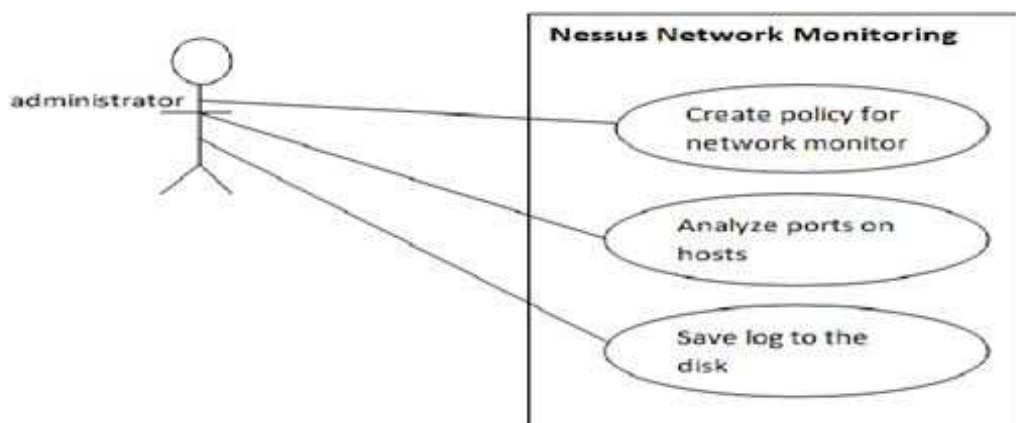 Nessus Network Monitoring
administrator
Create policy for
network monitor
Analyze ports on
hosts
Save log to the
disk